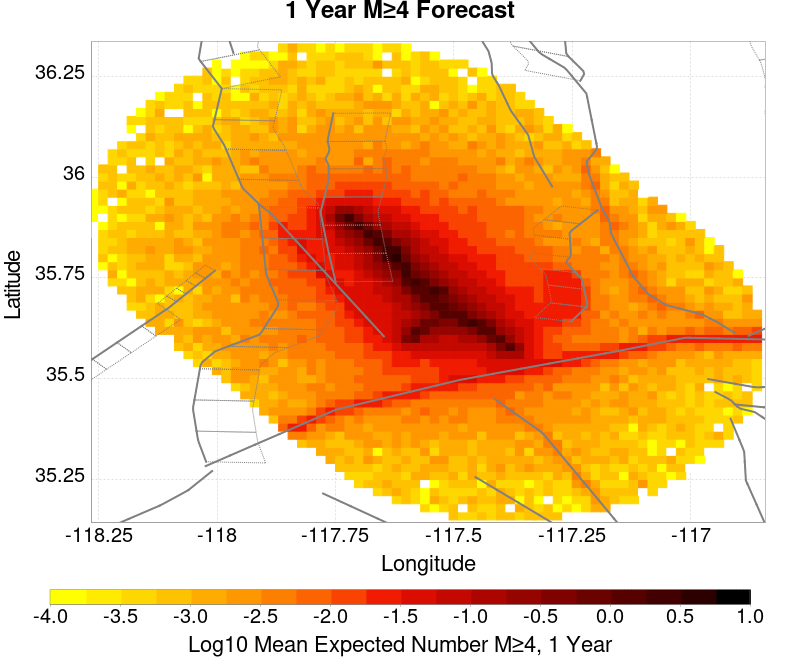 1 Year M≥4 Forecast
36.25
36
35.75
35.5
35.25
Latitude
-118.25 -118 -117.75 -117.5 -117.25 -117
Longitude
-4.0 -3.5 -3.0 -2.5 -2.0 -1.5 -1.0 -0.5 0.0 0.5 1.0
Log10 Mean Expected Number M≥4, 1 Year